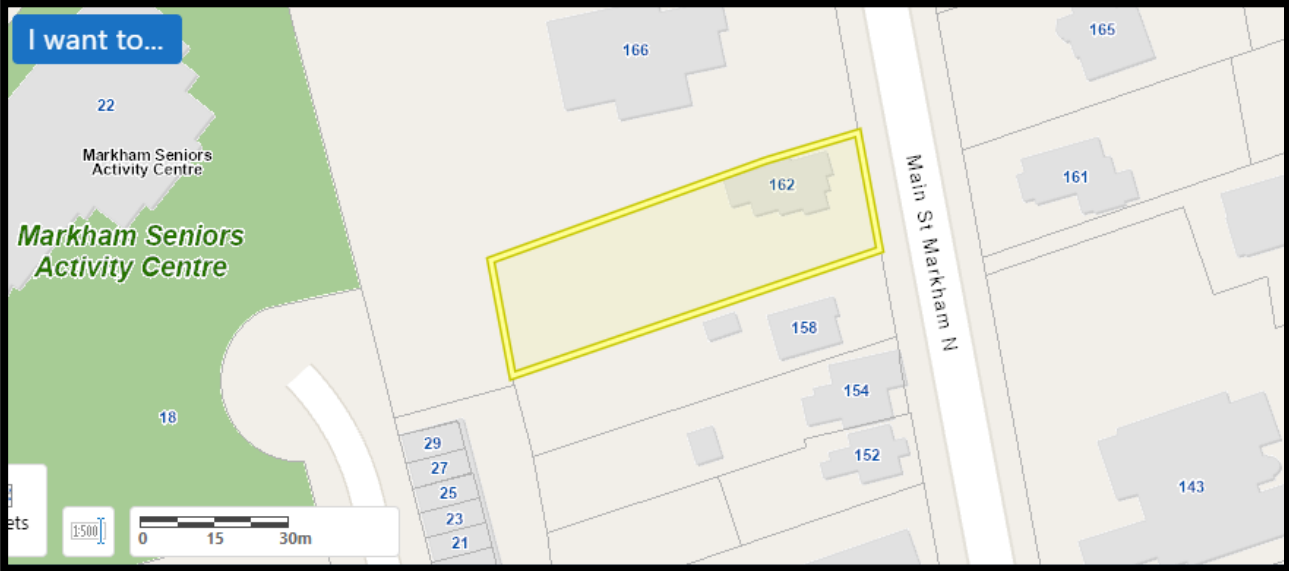 I want to...
166
165
22
Markham Seniors
Activity Centre
162
161
Main St Markham N
Markham Seniors
Activity Centre
158
154
18
29
152
27
25
143
23
21
ets
1:500
0 15 30m